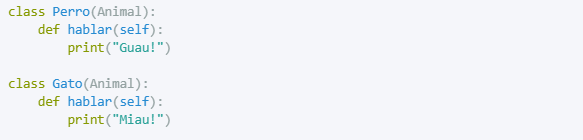 class Perro(Animal):
    def hablar(self):
        print("Guau!")

class Gato(Animal):
    def hablar(self):
        print("Miau!")